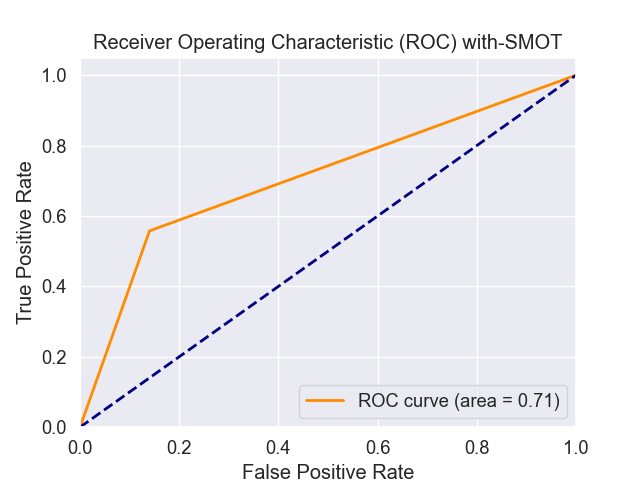 Receiver Operating Characteristic (ROC) with-SMOT
1.0
0.8
0.6
0.4
0.2
0.0
True Positive Rate
ROC curve (area = 0.71)
0.0 0.2 0.4 0.6 0.8 1.0
False Positive Rate